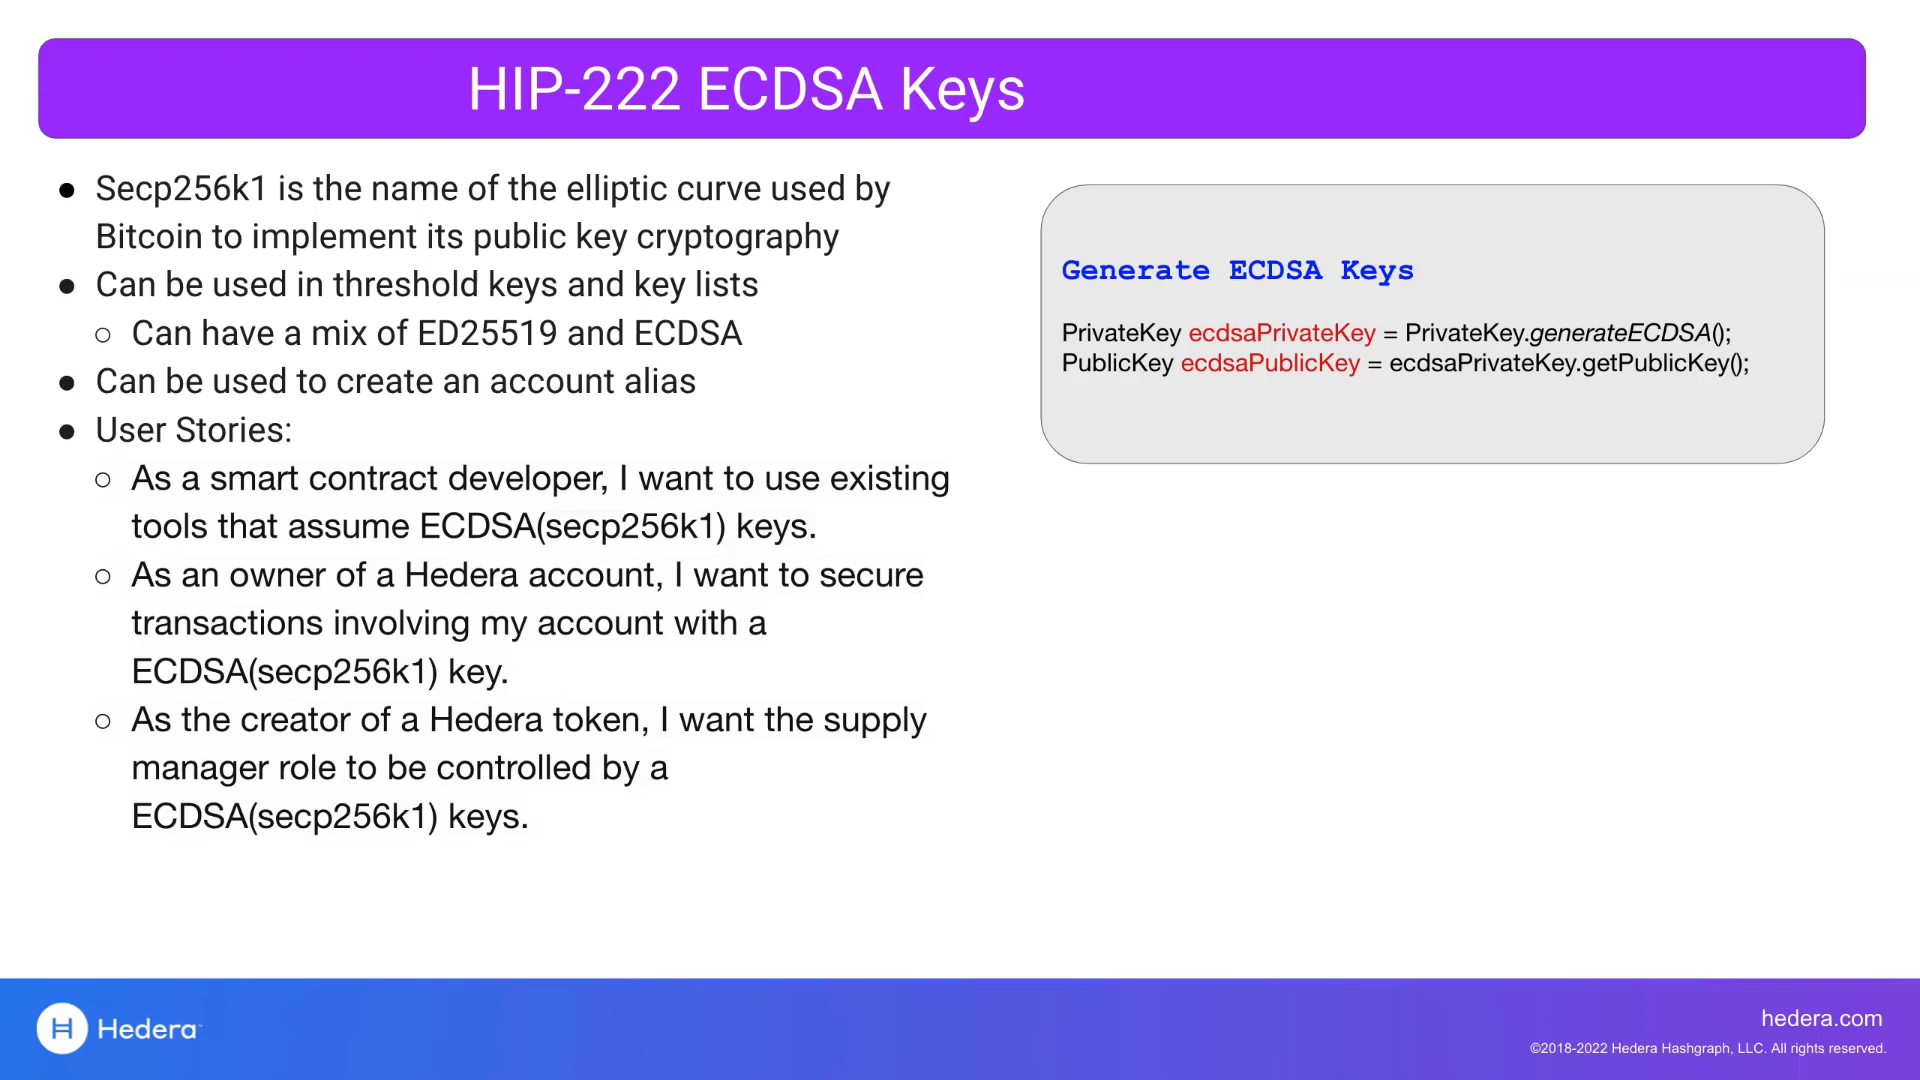 HIP-222 ECDSA Keys
● Secp256k1 is the name of the elliptic curve used by
Bitcoin to implement its public key cryptography
● Can be used in threshold keys and key lists
○ Can have a mix of ED25519 and ECDSA
● Can be used to create an account alias
● User Stories:
○ As a smart contract developer, I want to use existing
tools that assume ECDSA(secp256k1) keys.
○ As an owner of a Hedera account, I want to secure
transactions involving my account with a
ECDSA(secp256k1) key.
○ As the creator of a Hedera token, I want the supply
manager role to be controlled by a
ECDSA(secp256k1) keys.
Generate ECDSA Keys
PrivateKey ecdsaPrivateKey = PrivateKey.generateECDSA();
PublicKey ecdsaPublicKey = ecdsaPrivateKey.getPublicKey();
Hedera
hedera.com
©2018-2022 Hedera Hashgraph, LLC. All rights reserved.